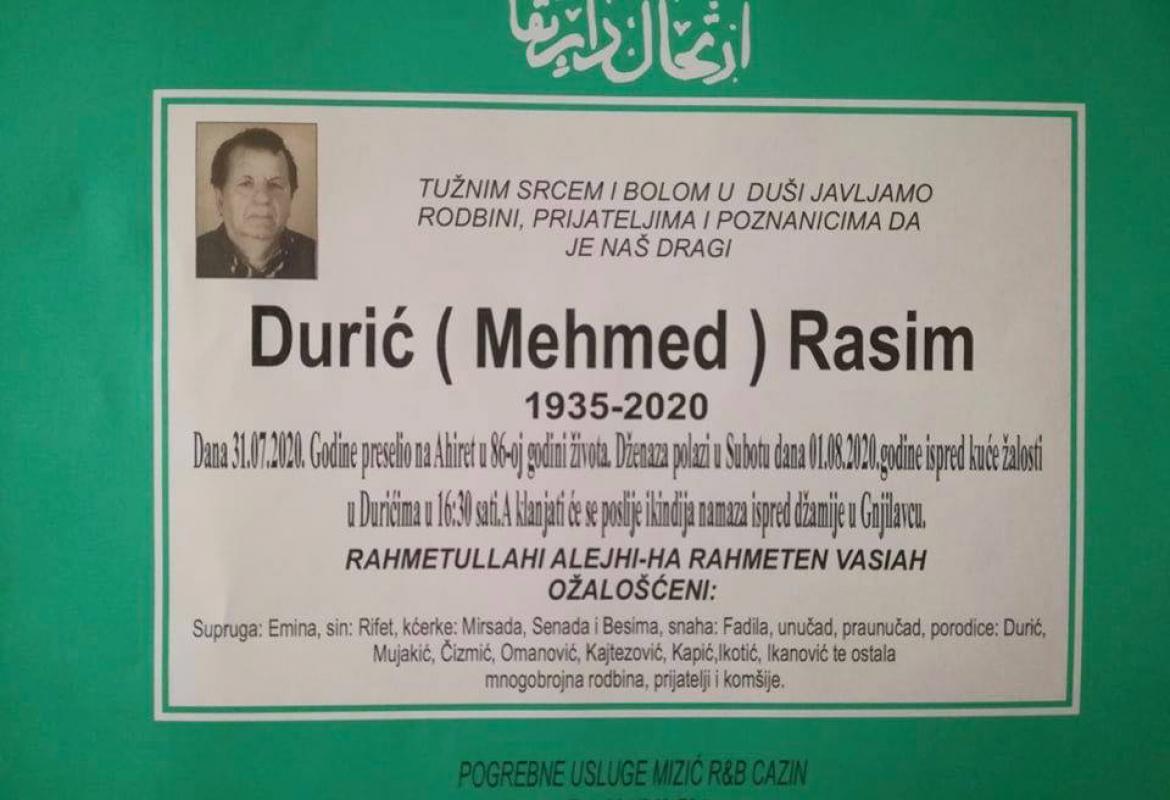 ارتحال دار بقا
TUŽNIM SRCEM I BOLOM U DUŠI JAVLJAMO
RODBINI, PRIJATELJIMA I POZNANICIMA DA
JE NAŠ DRAGI
Durić ( Mehmed ) Rasim
1935-2020
Dana 31.07.2020. Godine preselio na Ahiret u 86-oj godini života. Dženaza polazi u Subotu dana 01.08.2020.godine ispred kuće žalosti
u Durićima u 16:30 sati.A klanjati će se poslije ikindija namaza ispred džamije u Gnjilavcu.
RAHMETULLAHI ALEJHI-HA RAHMETEN VASIAH
OŽALOŠĆENI:
Supruga: Emina, sin: Rifet, kćerke: Mirsada, Senada i Besima, snaha: Fadila, unučad, praunučad, porodice: Durić,
Mujakić, Čizmić, Omanović, Kajtezović, Kapić,Ikotić, Ikanović te ostala
mnogobrojna rodbina, prijatelji i komšije.
POGREBNE USLUGE MIZIĆ R&B CAZIN